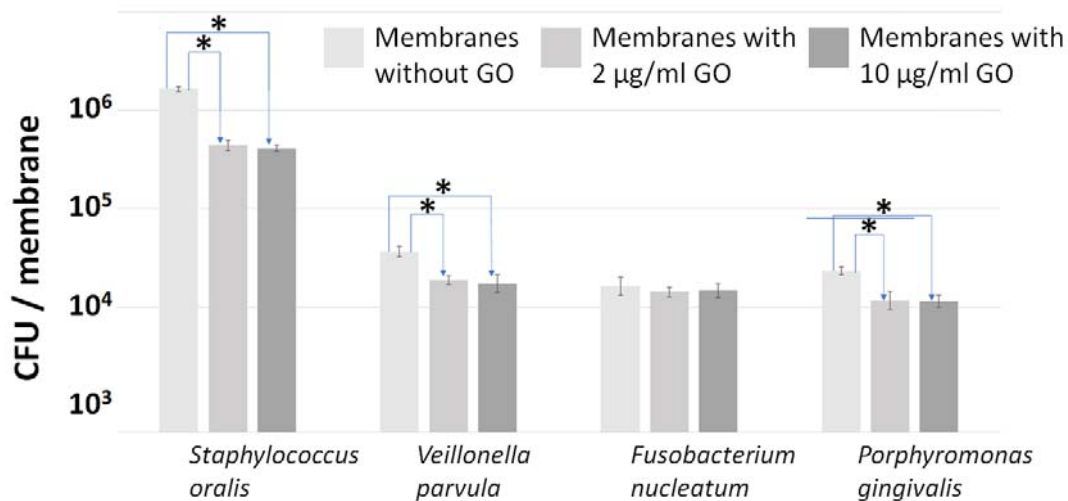 Membranes without GO
Membranes with 2 μg/ml GO
Membranes with 10 μg/ml GO
CFU / membrane
10⁶
10⁵
10⁴
10³
*
*
*
*
*
*
Staphylococcus oralis
Veillonella parvula
Fusobacterium nucleatum
Porphyromonas gingivalis